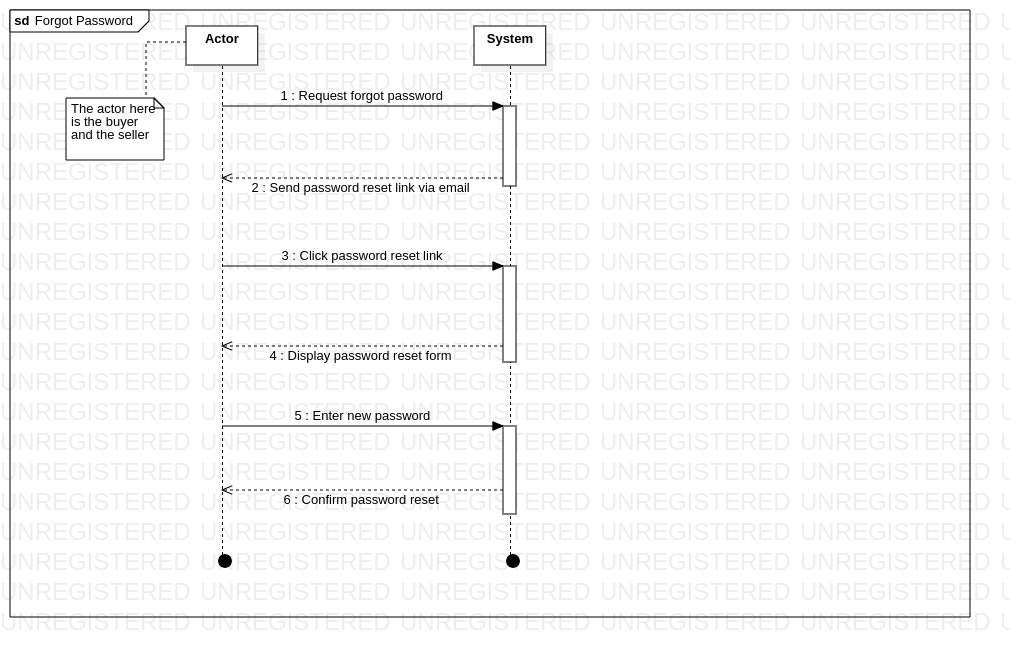 sd Forgot Password
Actor
System
1 : Request forgot password
The actor here
is the buyer
and the seller
2 : Send password reset link via email
3 : Click password reset link
4 : Display password reset form
5 : Enter new password
6 : Confirm password reset
UNREGISTERED